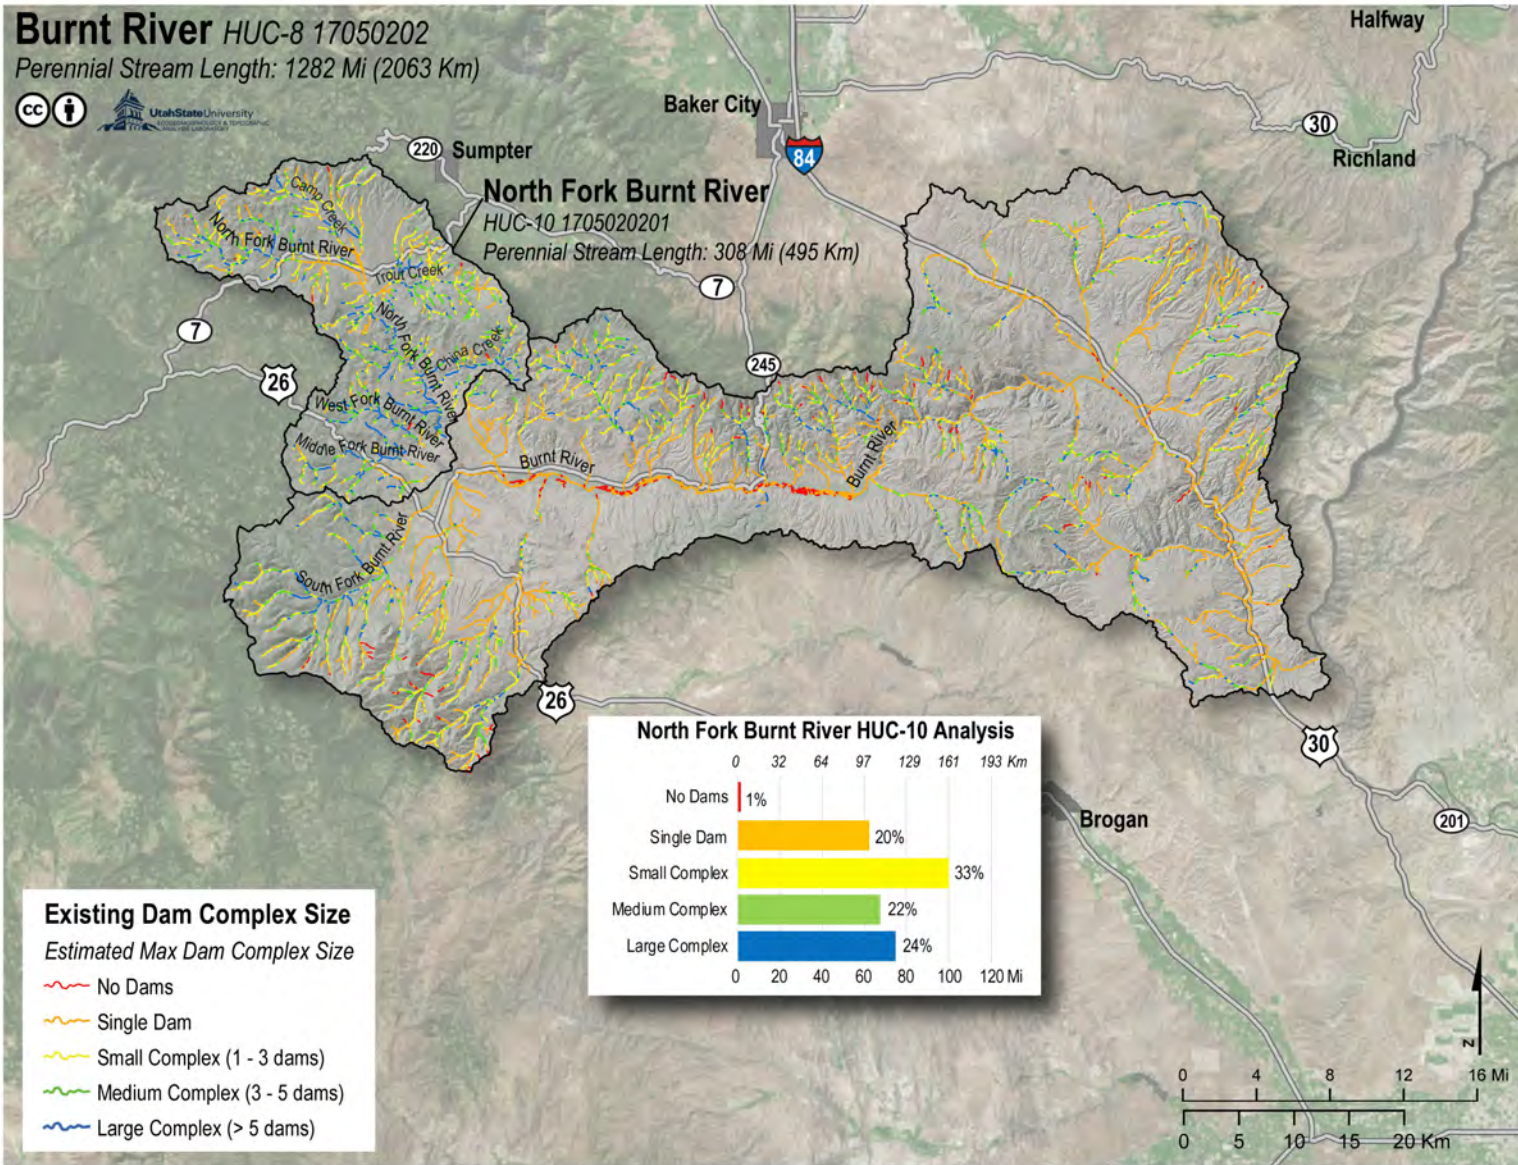 Burnt River HUC-8 17050202
Perennial Stream Length: 1282 Mi (2063 Km)
cc
UtahStateUniversity
ECOGEOMORPHOLOGY & TOPOGRAPHIC
ANALYSIS LABORATORY
Halfway
Baker City
84
30
Richland
220
Sumpter
North Fork Burnt River
HUC-10 1705020201
Perennial Stream Length: 308 Mi (495 Km)
Camp Creek
North Fork Burnt River
Trout Creek
7
7
North Fork Burnt River
China Creek
245
26
West Fork Burnt River
Middle Fork Burnt River
Burnt River
Burnt River
South Fork Burnt River
26
30
201
Brogan
North Fork Burnt River HUC-10 Analysis
0 32 64 97 129 161 193 Km
No Dams 1%
Single Dam 20%
Small Complex 33%
Medium Complex 22%
Large Complex 24%
0 20 40 60 80 100 120 Mi
Existing Dam Complex Size
Estimated Max Dam Complex Size
No Dams
Single Dam
Small Complex (1 - 3 dams)
Medium Complex (3 - 5 dams)
Large Complex (> 5 dams)
N
0 4 8 12 16 Mi
0 5 10 15 20 Km